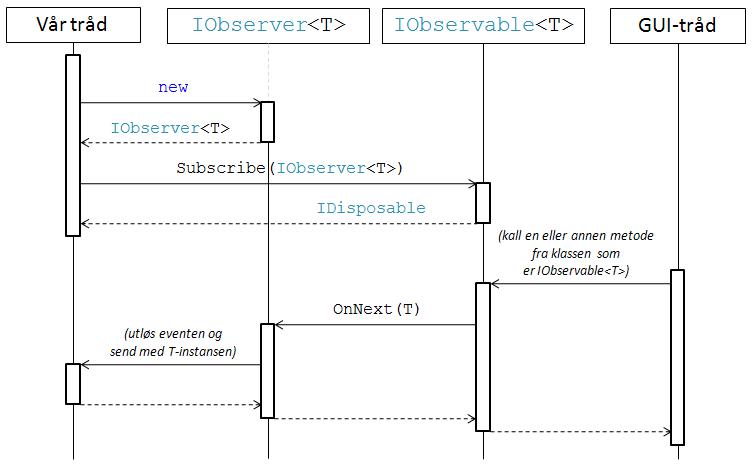 Vår tråd
IObserver<T>
IObservable<T>
GUI-tråd
new
IObserver<T>
Subscribe(IObserver<T>)
IDisposable
(kall en eller annen metode
fra klassen som
er IObservable<T>)
OnNext(T)
(utløs eventen og
send med T-instansen)